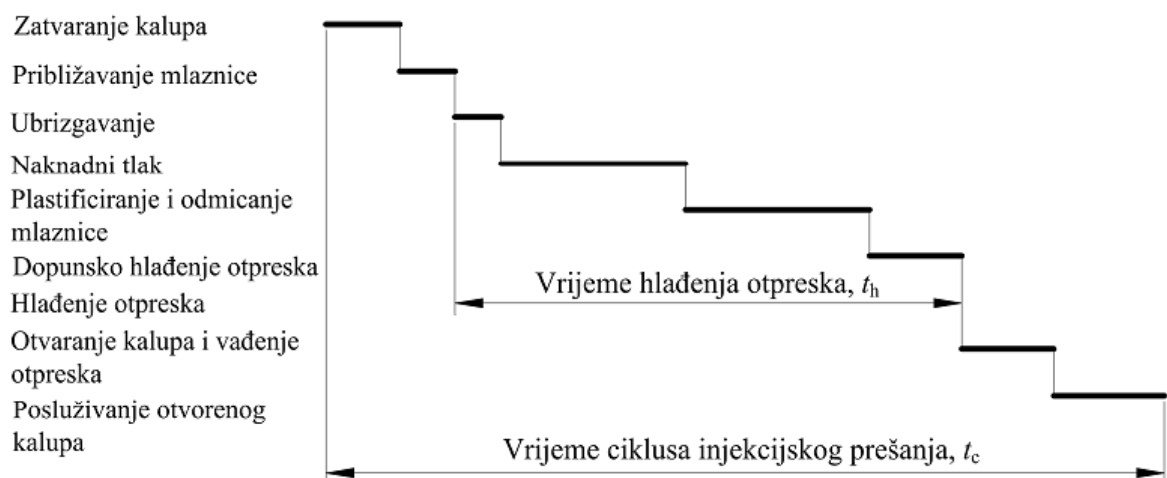 Zatvaranje kalupa
Približavanje mlaznice
Ubrizgavanje
Naknadni tlak
Plastificiranje i odmicanje
mlaznice
Dopunsko hlađenje otpreska
Hlađenje otpreska
Otvaranje kalupa i vađenje
otpreska
Posluživanje otvorenog
kalupa
Vrijeme hlađenja otpreska, th
Vrijeme ciklusa injekcijskog prešanja, tc